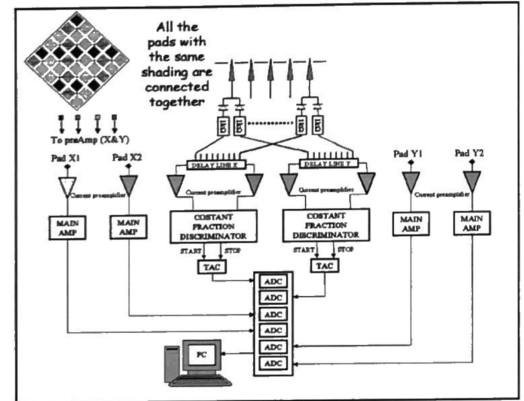 All the
pads with
the same
shading are
connected
together
To preAmp (X&Y)
Pad X1
Pad X2
Pad Y1
Pad Y2
DELAY LINE X
DELAY LINE Y
Current preamplifier
Current preamplifier
Current preamplifier
Current preamplifier
MAIN
AMP
MAIN
AMP
COSTANT
FRACTION
DISCRIMINATOR
COSTANT
FRACTION
DISCRIMINATOR
MAIN
AMP
MAIN
AMP
START
STOP
START
STOP
TAC
TAC
ADC
ADC
ADC
ADC
ADC
ADC
PC